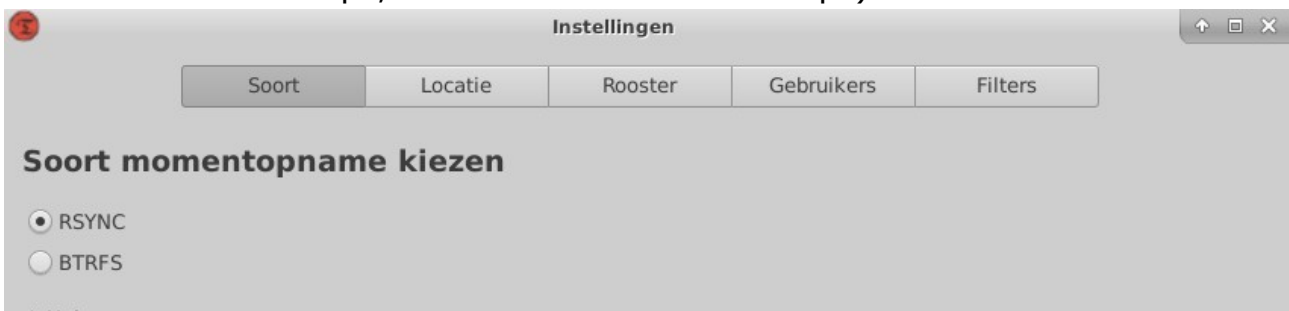 Instellingen
Soort Locatie Rooster Gebruikers Filters
Soort momentopname kiezen
RSYNC
BTRFS